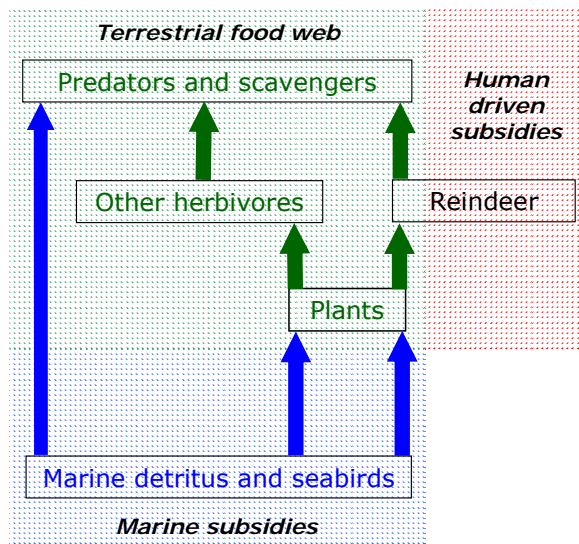 Terrestrial food web
Predators and scavengers
Human
driven
subsidies
Other herbivores
Reindeer
Plants
Marine detritus and seabirds
Marine subsidies